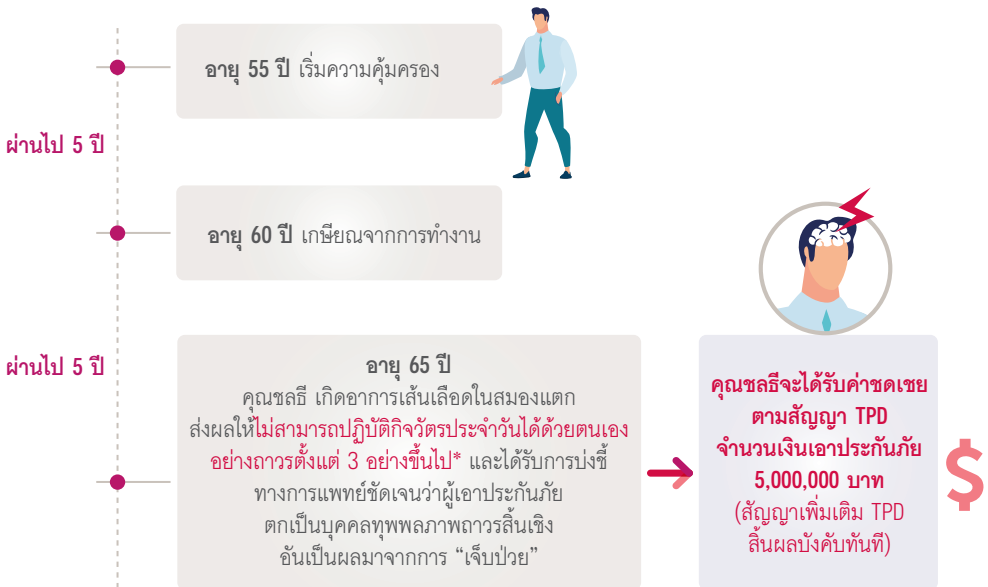 อายุ 55 ปี เริ่มความคุ้มครอง
ผ่านไป 5 ปี
อายุ 60 ปี เกษียณจากการทำงาน
ผ่านไป 5 ปี
อายุ 65 ปี
คุณชลธี เกิดอาการเส้นเลือดในสมองแตก
ส่งผลให้ไม่สามารถปฏิบัติกิจวัตรประจำวันได้ด้วยตนเอง
อย่างถาวรตั้งแต่ 3 อย่างขึ้นไป* และได้รับการบ่งชี้
ทางการแพทย์ชัดเจนว่าผู้เอาประกันภัย
ตกเป็นบุคคลทุพพลภาพถาวรสิ้นเชิง
อันเป็นผลมาจากการ “เจ็บป่วย”
คุณชลธีจะได้รับค่าชดเชย
ตามสัญญา TPD
จำนวนเงินเอาประกันภัย
5,000,000 บาท
(สัญญาเพิ่มเติม TPD
สิ้นผลบังคับทันที)
$